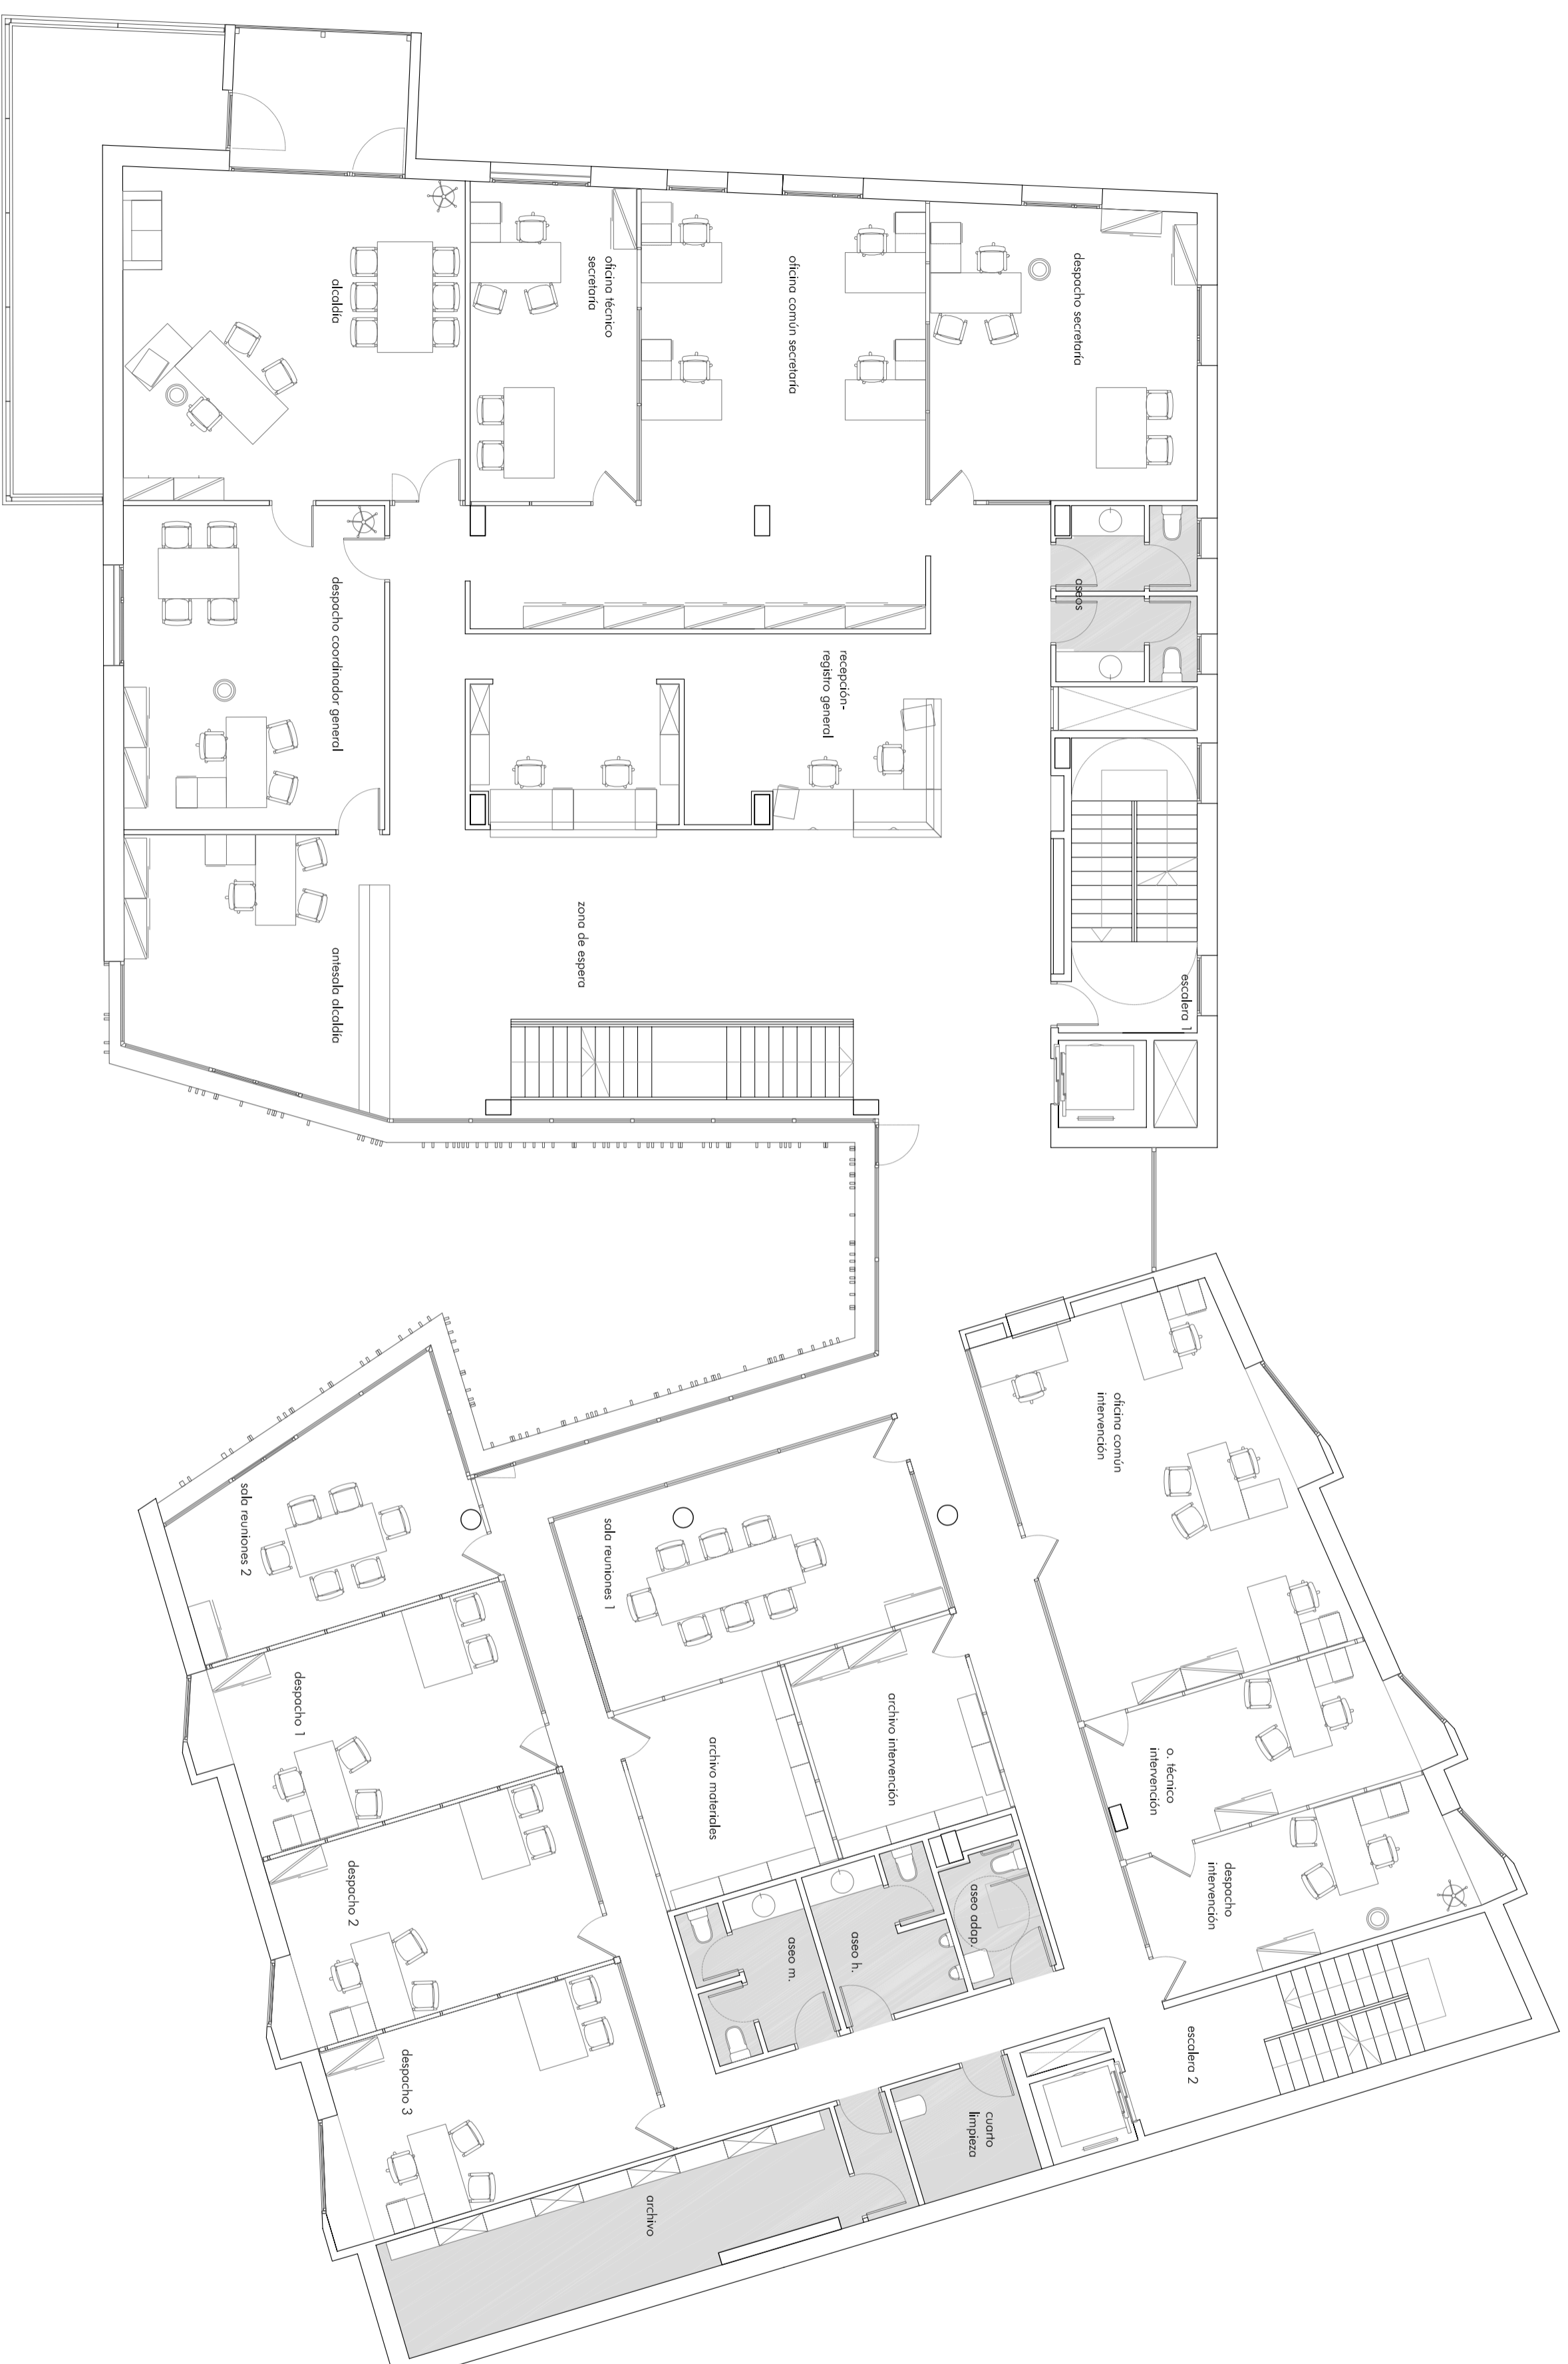 alcaldía
oficina técnico
secretaría
oficina común secretaría
despacho secretaría
despacho coordinador general
recepción-
registro general
aseos
antesala alcaldía
zona de espera
escalera 1
sala reuniones 2
sala reuniones 1
oficina común
intervención
despacho 1
archivo materiales
archivo intervención
o. técnico
intervención
despacho 2
aseo m.
aseo h.
aseo adap.
despacho
intervención
despacho 3
archivo
cuarto
limpieza
escalera 2